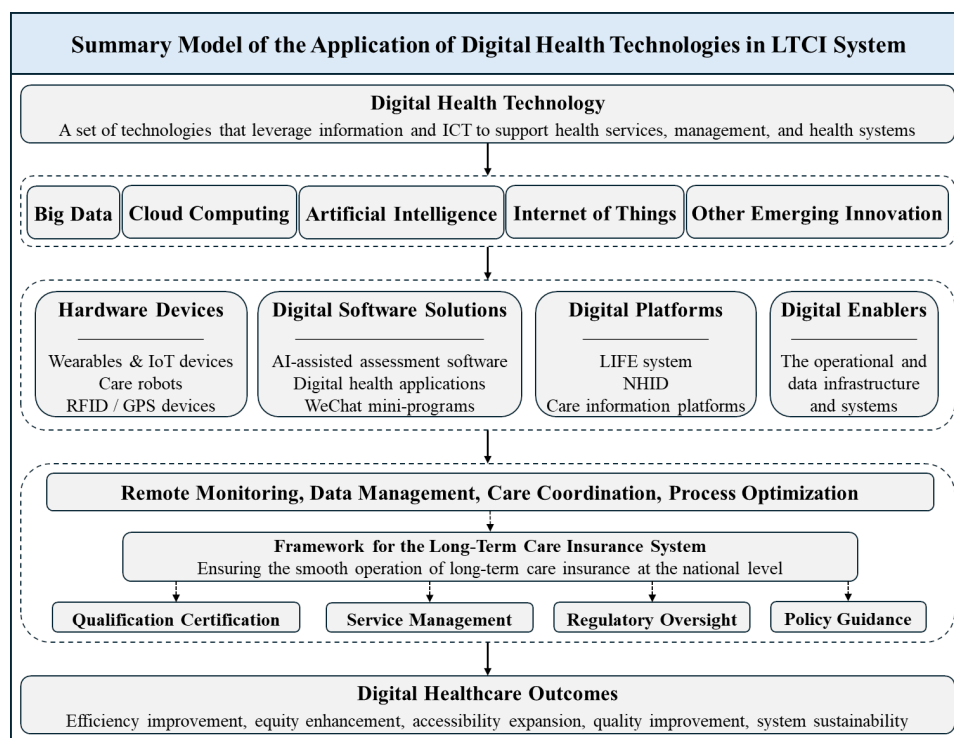 Summary Model of the Application of Digital Health Technologies in LTCI System
Digital Health Technology
A set of technologies that leverage information and ICT to support health services, management, and health systems
Big Data
Cloud Computing
Artificial Intelligence
Internet of Things
Other Emerging Innovation
Hardware Devices
Wearables & IoT devices
Care robots
RFID / GPS devices
Digital Software Solutions
AI-assisted assessment software
Digital health applications
WeChat mini-programs
Digital Platforms
LIFE system
NHID
Care information platforms
Digital Enablers
The operational and
data infrastructure
and systems
Remote Monitoring, Data Management, Care Coordination, Process Optimization
Framework for the Long-Term Care Insurance System
Ensuring the smooth operation of long-term care insurance at the national level
Qualification Certification
Service Management
Regulatory Oversight
Policy Guidance
Digital Healthcare Outcomes
Efficiency improvement, equity enhancement, accessibility expansion, quality improvement, system sustainability